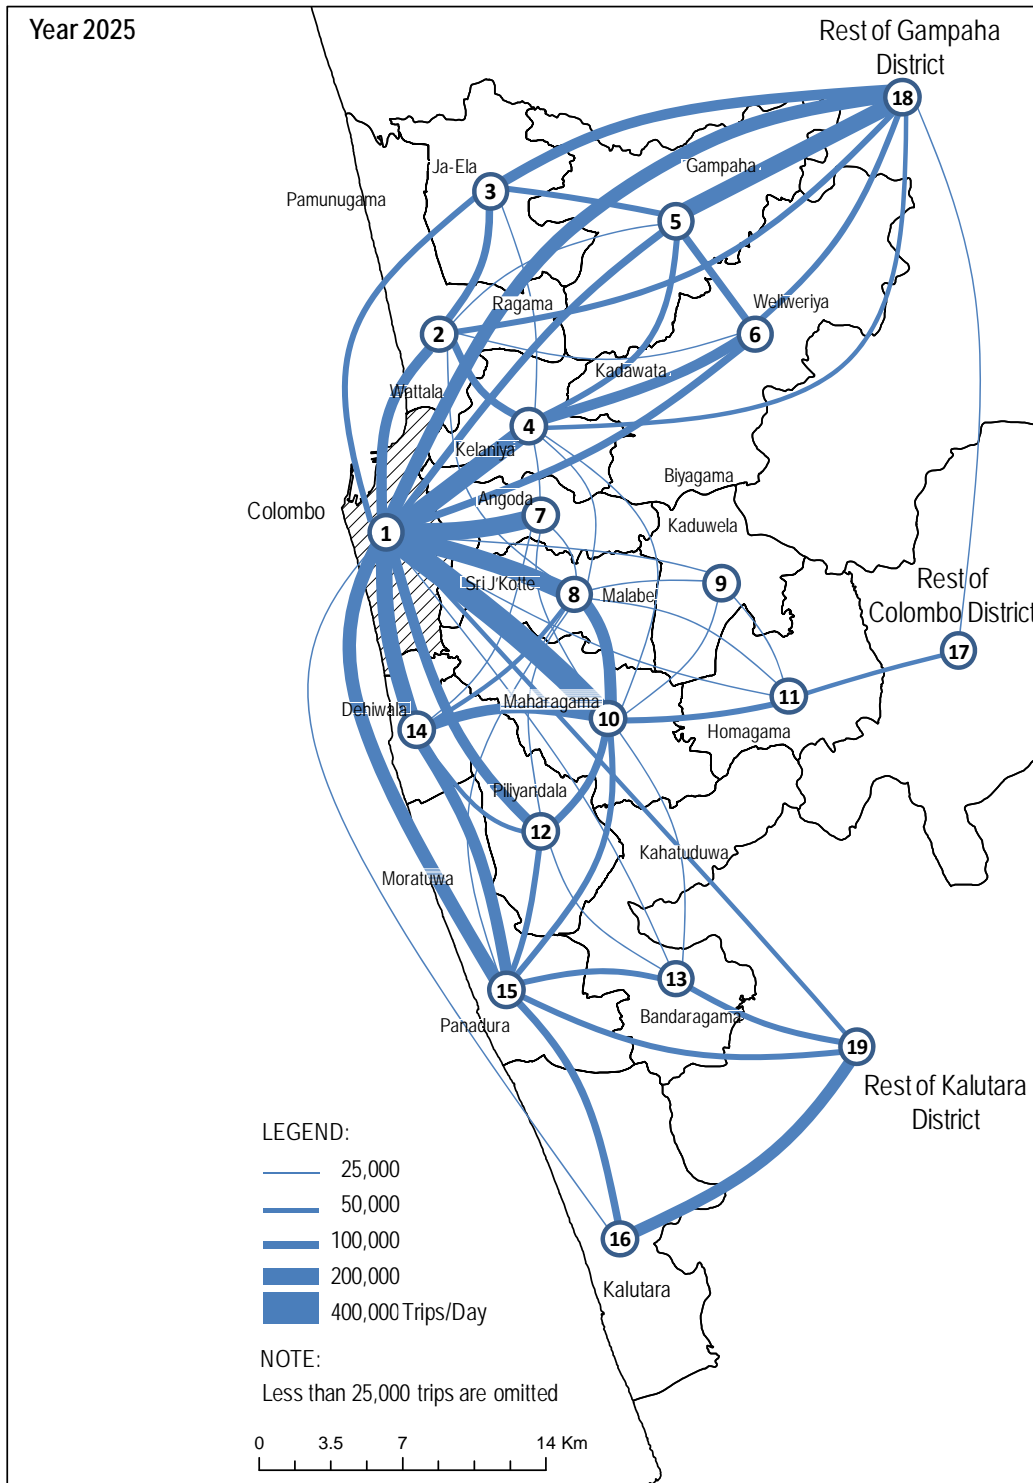 Year 2025
Rest of Gampaha
District
18
Gampaha
Ja-Ela
3
Pamunugama
5
Ragama
Weliweriya
2
6
Kadawata
Wattala
4
Kelaniya
Biyagama
Angoda
Colombo
7
Kaduwela
1
Sri J'Kotte
8
Malabe
9
Rest of
Colombo District
17
Maharagama
11
Dehiwala
10
14
Homagama
Piliyandala
12
Kahatuduwa
Moratuwa
13
15
Bandaragama
Panadura
19
Rest of Kalutara
District
LEGEND:
25,000
50,000
100,000
200,000
400,000 Trips/Day
16
Kalutara
NOTE:
Less than 25,000 trips are omitted
0 3.5 7 14 Km